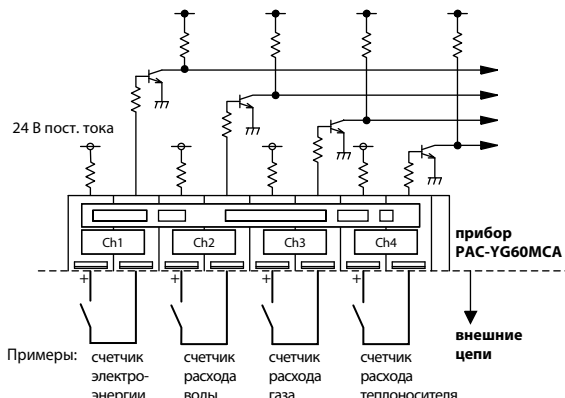 24 В пост. тока
Ch1 Ch2 Ch3 Ch4
прибор
PAC-YG60MCA
+ + + +
внешние
цепи
Примеры: счетчик счетчик счетчик счетчик
электро- расхода расхода расхода
энергии воды газа теплоносителя